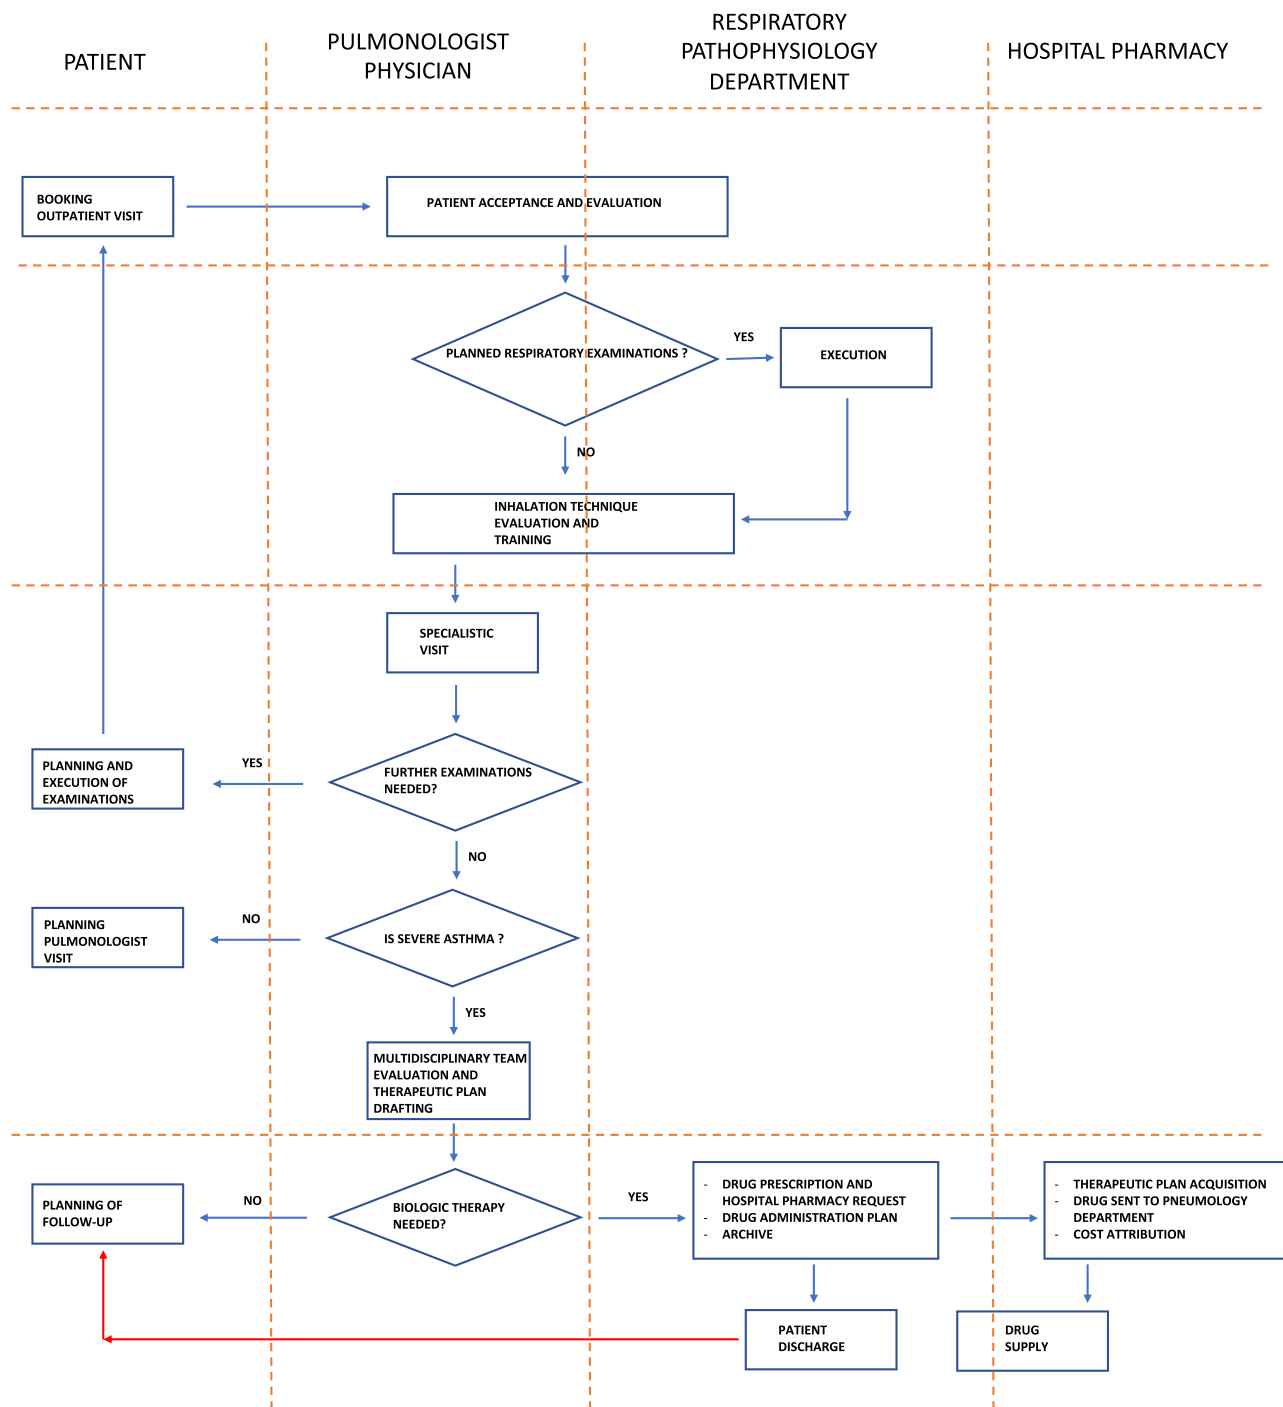 PATIENT
PULMONOLOGIST
PHYSICIAN
RESPIRATORY
PATHOPHYSIOLOGY
DEPARTMENT
HOSPITAL PHARMACY
BOOKING
OUTPATIENT VISIT
PATIENT ACCEPTANCE AND EVALUATION
PLANNED RESPIRATORY EXAMINATIONS ?
YES
EXECUTION
NO
INHALATION TECHNIQUE
EVALUATION AND
TRAINING
SPECIALISTIC
VISIT
FURTHER EXAMINATIONS
NEEDED?
YES
PLANNING AND
EXECUTION OF
EXAMINATIONS
NO
IS SEVERE ASTHMA ?
NO
PLANNING
PULMONOLOGIST
VISIT
YES
MULTIDISCIPLINARY TEAM
EVALUATION AND
THERAPEUTIC PLAN
DRAFTING
BIOLOGIC THERAPY
NEEDED?
NO
PLANNING OF
FOLLOW-UP
YES
- DRUG PRESCRIPTION AND
HOSPITAL PHARMACY REQUEST
- DRUG ADMINISTRATION PLAN
- ARCHIVE
- THERAPEUTIC PLAN ACQUISITION
- DRUG SENT TO PNEUMOLOGY
DEPARTMENT
- COST ATTRIBUTION
PATIENT
DISCHARGE
DRUG
SUPPLY